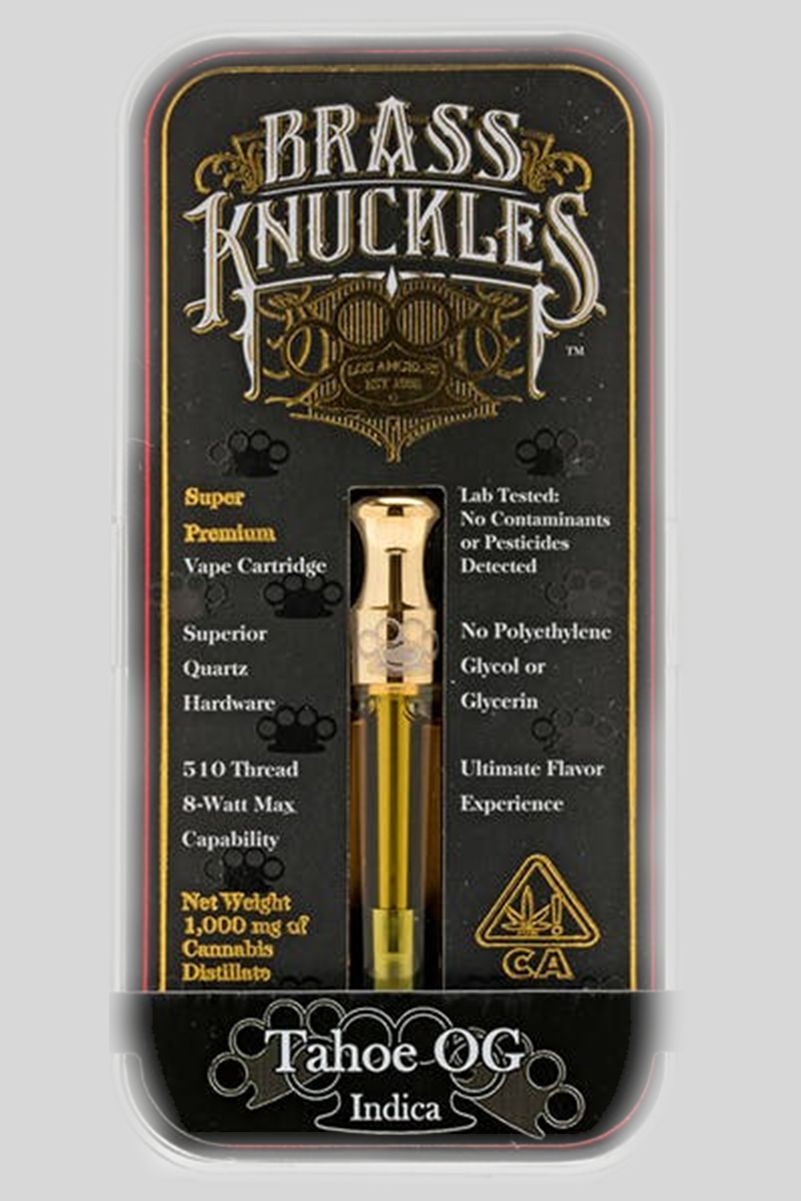 BRASS
KNUCKLES
LOS ANGELES
TM
Super
Premium
Vape Cartridge
Superior
Quartz
Hardware
510 Thread
8-Watt Max
Capability
Net Weight
1,000 mg of
Cannabis
Distillate
Lab Tested:
No Contaminants
or Pesticides
Detected
No Polyethylene
Glycol or
Glycerin
Ultimate Flavor
Experience
CA
Tahoe OG
Indica